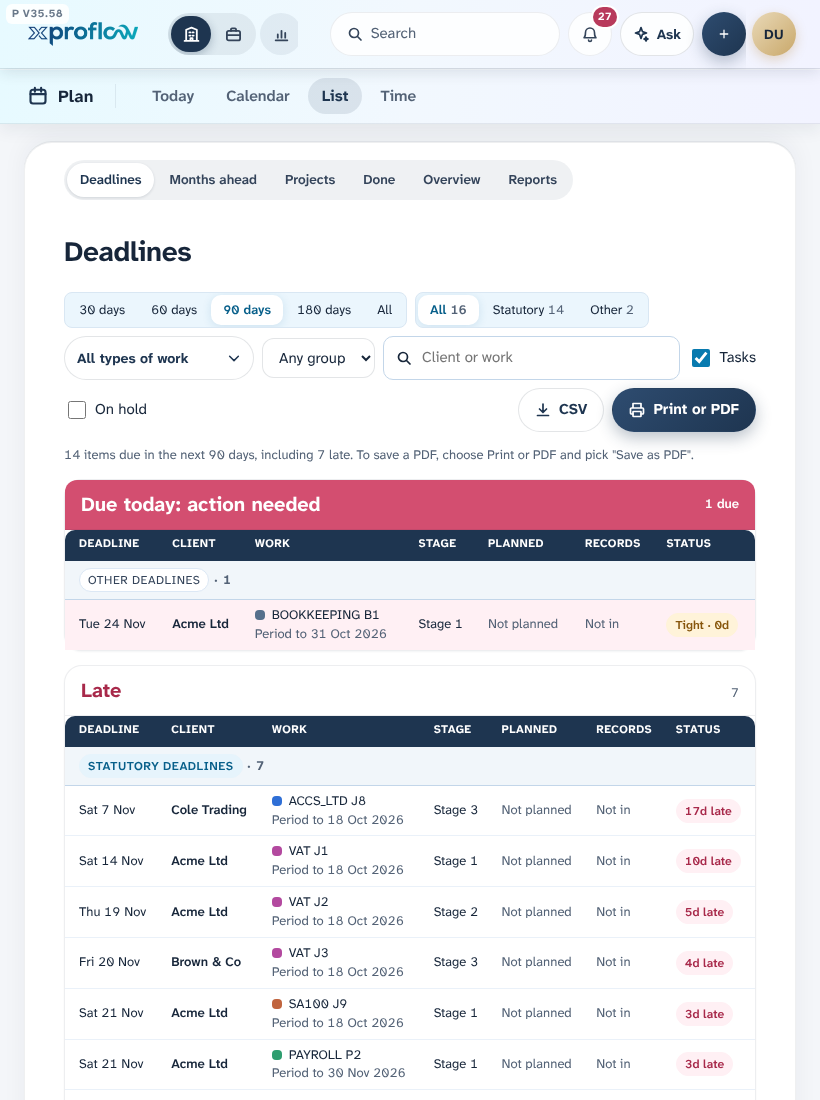 P V35.58
xproflow
Search
27
Ask
+
DU
Plan
Today
Calendar
List
Time
Deadlines
Months ahead
Projects
Done
Overview
Reports
Deadlines
30 days
60 days
90 days
180 days
All
All 16
Statutory 14
Other 2
All types of work
Any group
Client or work
Tasks
On hold
CSV
Print or PDF
14 items due in the next 90 days, including 7 late. To save a PDF, choose Print or PDF and pick "Save as PDF".
Due today: action needed
1 due
DEADLINE CLIENT WORK STAGE PLANNED RECORDS STATUS
OTHER DEADLINES · 1
Tue 24 Nov Acme Ltd BOOKKEEPING B1 Stage 1 Not planned Not in Tight · 0d
Period to 31 Oct 2026
Late
7
DEADLINE CLIENT WORK STAGE PLANNED RECORDS STATUS
STATUTORY DEADLINES · 7
Sat 7 Nov Cole Trading ACCS_LTD J8 Stage 3 Not planned Not in 17d late
Period to 18 Oct 2026
Sat 14 Nov Acme Ltd VAT J1 Stage 1 Not planned Not in 10d late
Period to 18 Oct 2026
Thu 19 Nov Acme Ltd VAT J2 Stage 2 Not planned Not in 5d late
Period to 18 Oct 2026
Fri 20 Nov Brown & Co VAT J3 Stage 3 Not planned Not in 4d late
Period to 18 Oct 2026
Sat 21 Nov Acme Ltd SA100 J9 Stage 1 Not planned Not in 3d late
Period to 18 Oct 2026
Sat 21 Nov Acme Ltd PAYROLL P2 Stage 1 Not planned Not in 3d late
Period to 30 Nov 2026